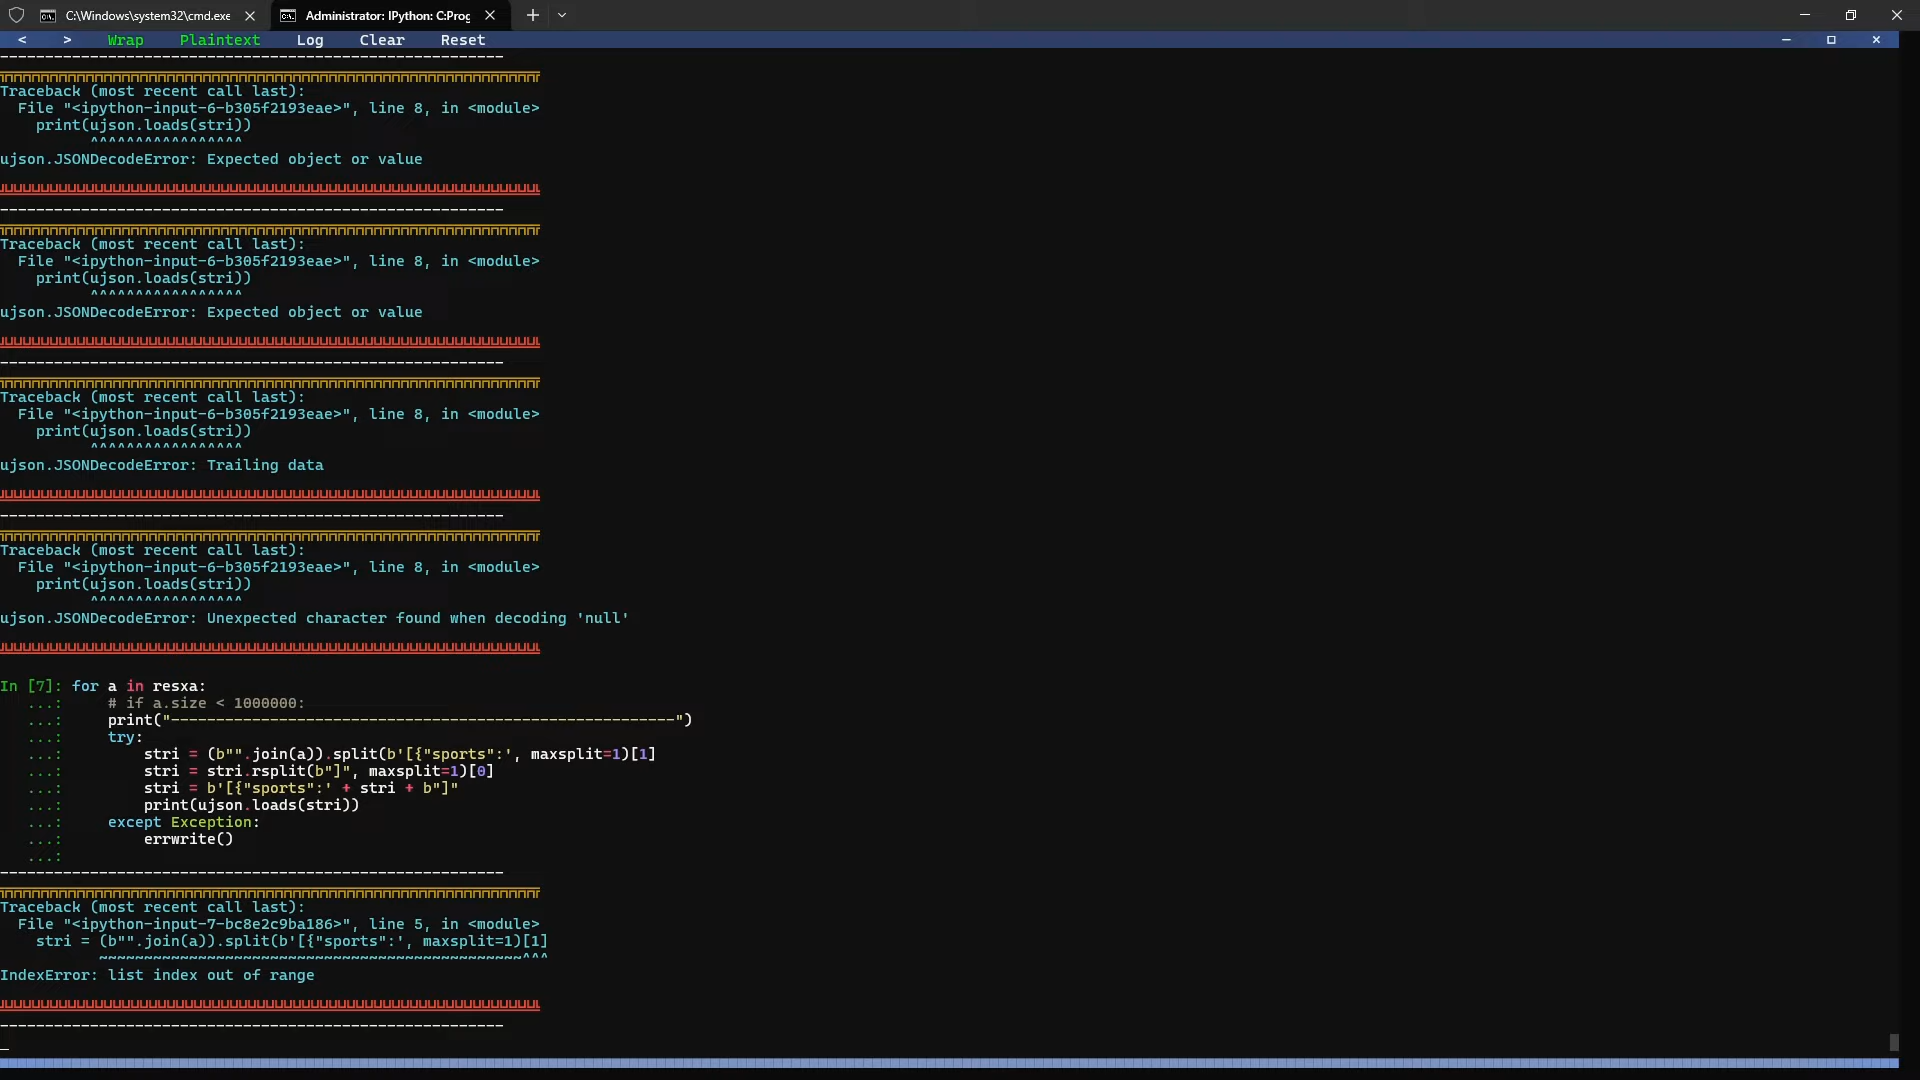 C:\Windows\system32\cmd.exe
Administrator: IPython: C:Prog
< > Wrap Plaintext Log Clear Reset
--------------------------------------------------------
Traceback (most recent call last):
  File "<ipython-input-6-b305f2193eae>", line 8, in <module>
    print(ujson.loads(stri))
          ^^^^^^^^^^^^^^^^^
ujson.JSONDecodeError: Expected object or value
--------------------------------------------------------
Traceback (most recent call last):
  File "<ipython-input-6-b305f2193eae>", line 8, in <module>
    print(ujson.loads(stri))
          ^^^^^^^^^^^^^^^^^
ujson.JSONDecodeError: Expected object or value
--------------------------------------------------------
Traceback (most recent call last):
  File "<ipython-input-6-b305f2193eae>", line 8, in <module>
    print(ujson.loads(stri))
          ^^^^^^^^^^^^^^^^^
ujson.JSONDecodeError: Trailing data
--------------------------------------------------------
Traceback (most recent call last):
  File "<ipython-input-6-b305f2193eae>", line 8, in <module>
    print(ujson.loads(stri))
          ^^^^^^^^^^^^^^^^^
ujson.JSONDecodeError: Unexpected character found when decoding 'null'
In [7]: for a in resxa:
   ...:     # if a.size < 1000000:
   ...:     print("--------------------------------------------------------")
   ...:     try:
   ...:         stri = (b"".join(a)).split(b'[{"sports":', maxsplit=1)[1]
   ...:         stri = stri.rsplit(b"]", maxsplit=1)[0]
   ...:         stri = b'[{"sports":' + stri + b"]"
   ...:         print(ujson.loads(stri))
   ...:     except Exception:
   ...:         errwrite()
   ...:
--------------------------------------------------------
Traceback (most recent call last):
  File "<ipython-input-7-bc8e2c9ba186>", line 5, in <module>
    stri = (b"".join(a)).split(b'[{"sports":', maxsplit=1)[1]
           ~~~~~~~~~~~~~~~~~~~~~~~~~~~~~~~~~~~~~~~~~~~~~~~^^^
IndexError: list index out of range
--------------------------------------------------------